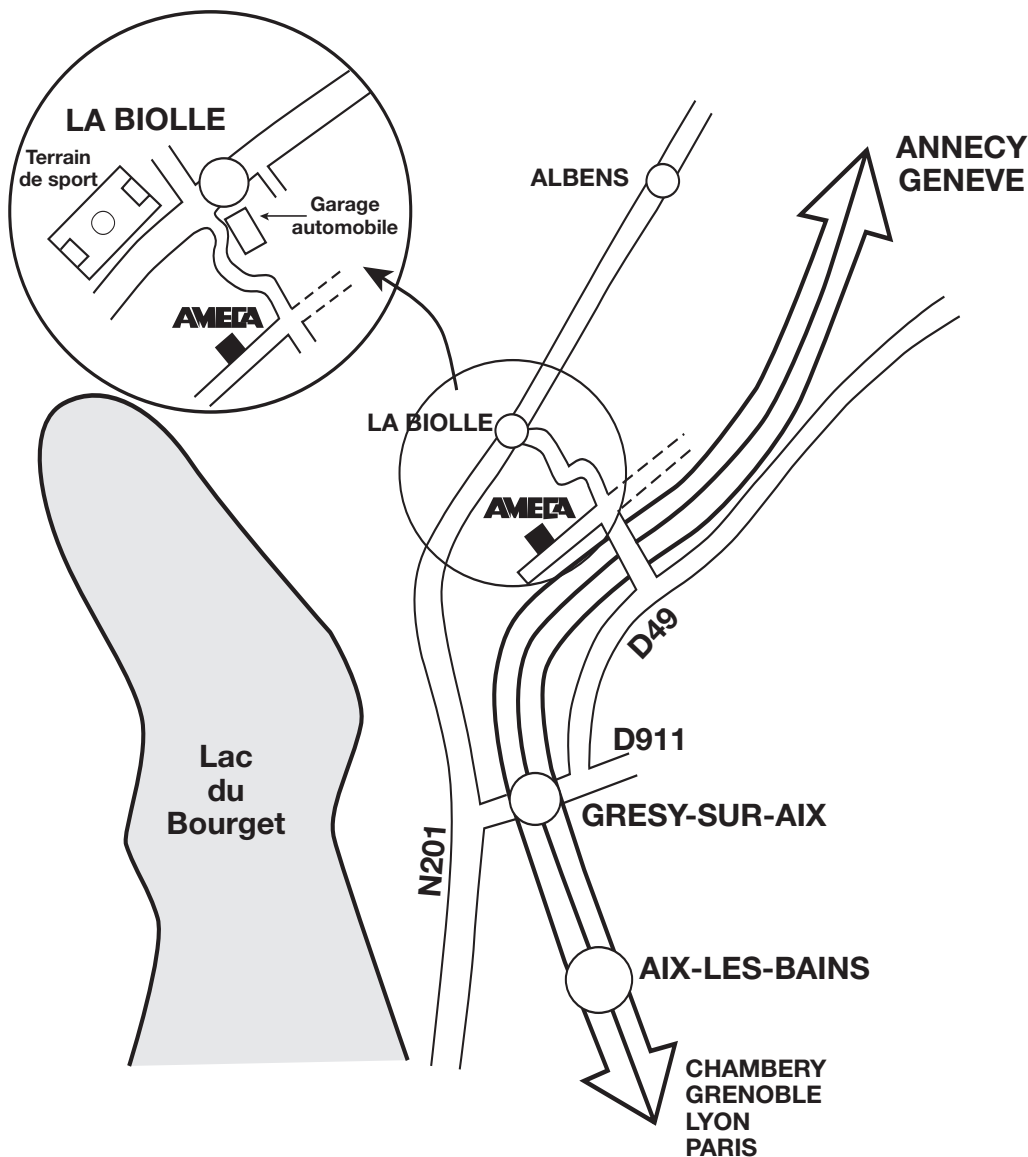 LA BIOLLE
Terrain
de sport
Garage
automobile
AMECA
ALBENS
ANNECY
GENEVE
LA BIOLLE
AMECA
D49
D911
Lac
du
Bourget
GRESY-SUR-AIX
N201
AIX-LES-BAINS
CHAMBERY
GRENOBLE
LYON
PARIS